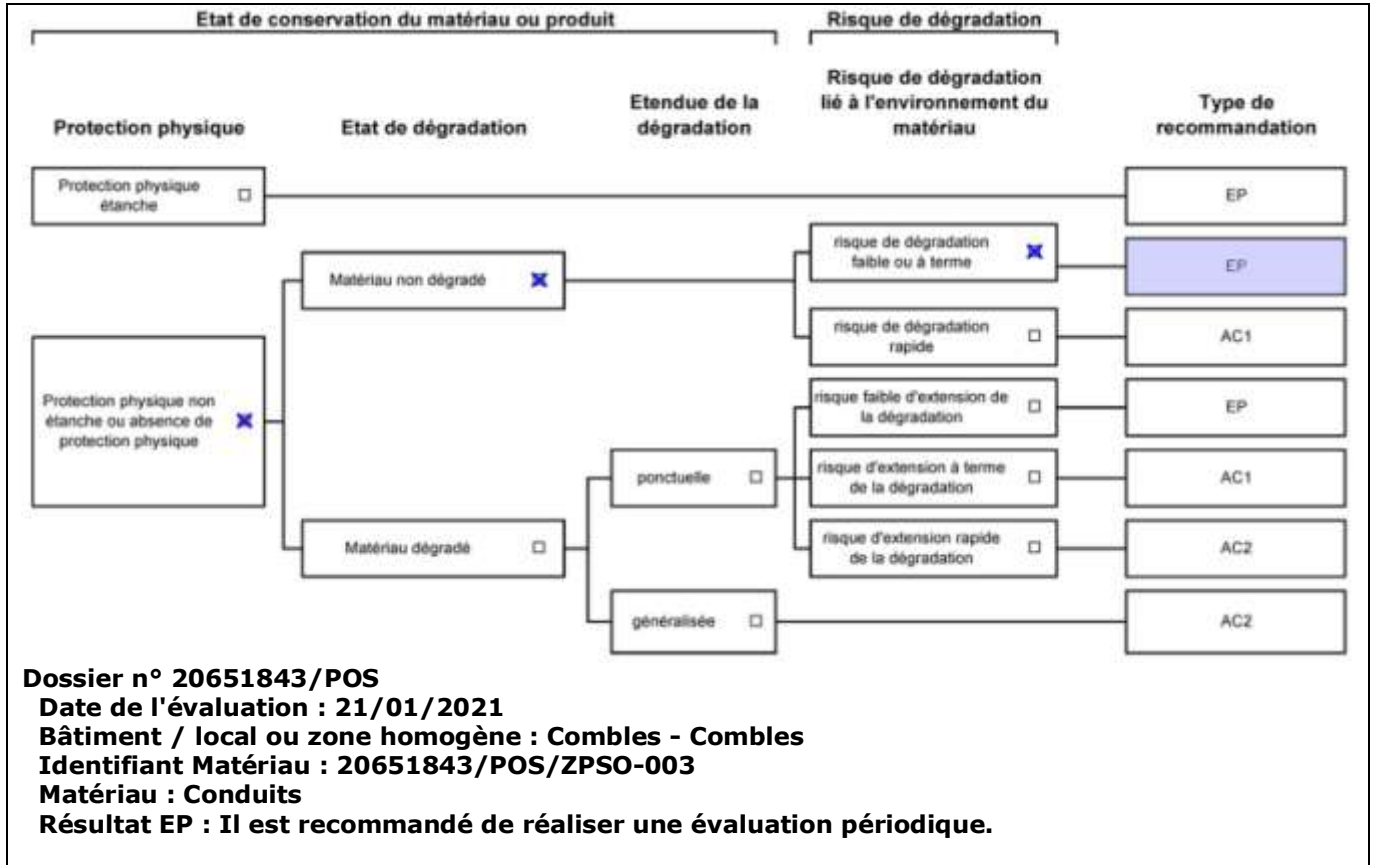 Etat de conservation du matériau ou produit
Risque de dégradation
Protection physique
Etat de dégradation
Etendue de la
dégradation
Risque de dégradation
lié à l'environnement du
matériau
Type de
recommandation
Protection physique
étanche
EP
risque de dégradation
faible ou à terme
EP
Matériau non dégradé
risque de dégradation
rapide
AC1
Protection physique non
étanche ou absence de
protection physique
risque faible d'extension de
la dégradation
EP
ponctuelle
risque d'extension à terme
de la dégradation
AC1
Matériau dégradé
risque d'extension rapide
de la dégradation
AC2
généralisée
AC2
Dossier n° 20651843/POS
Date de l'évaluation : 21/01/2021
Bâtiment / local ou zone homogène : Combles - Combles
Identifiant Matériau : 20651843/POS/ZPSO-003
Matériau : Conduits
Résultat EP : Il est recommandé de réaliser une évaluation périodique.